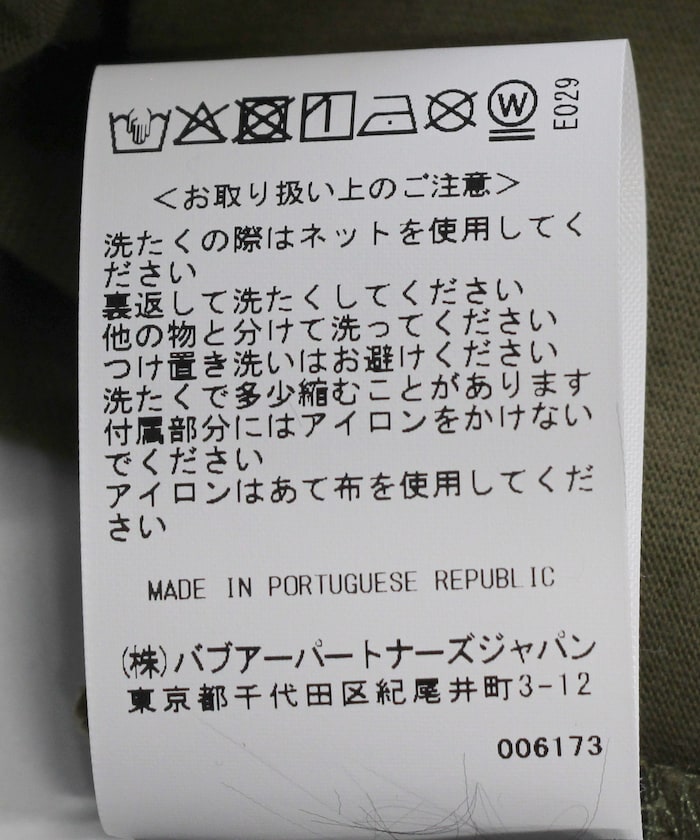 W
E029
<お取り扱い上のご注意>
洗たくの際はネットを使用してく
ださい
裏返して洗たくしてください
他の物と分けて洗ってください
つけ置き洗いはお避けください
洗たくで多少縮むことがあります
付属部分にはアイロンをかけない
でください
アイロンはあて布を使用してくだ
さい
MADE IN PORTUGUESE REPUBLIC
(株)バブアーパートナーズジャパン
東京都千代田区紀尾井町3-12
006173